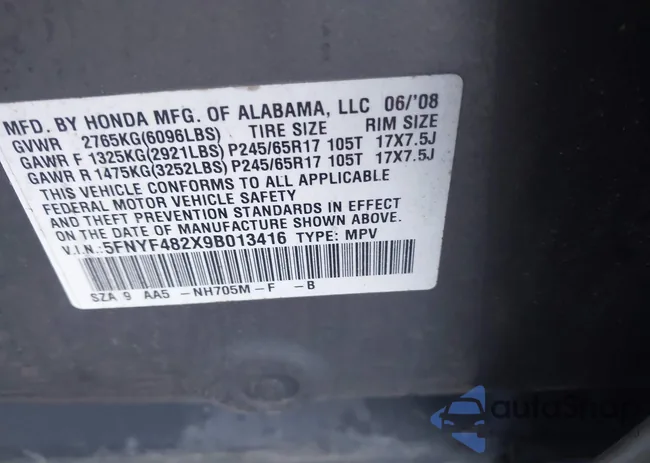 MFD. BY HONDA MFG. OF ALABAMA, LLC 06/'08
GVWR 2765KG(6096LBS) TIRE SIZE RIM SIZE
GAWR F 1325KG(2921LBS) P245/65R17 105T 17X7.5J
GAWR R 1475KG(3252LBS) P245/65R17 105T 17X7.5J
THIS VEHICLE CONFORMS TO ALL APPLICABLE
FEDERAL MOTOR VEHICLE SAFETY
AND THEFT PREVENTION STANDARDS IN EFFECT
ON THE DATE OF MANUFACTURE SHOWN ABOVE.
V.I.N.: 5FNYF482X9B013416 TYPE: MPV
SZA 9 AA5 -NH705M-F -B
autoShop